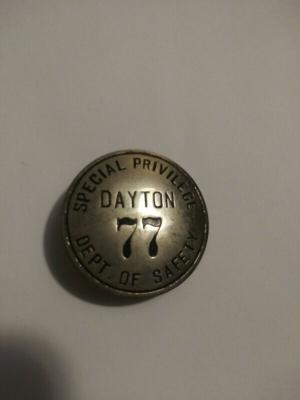 SPECIAL PRIVILEGE
DAYTON
77
DEPT. OF SAFETY